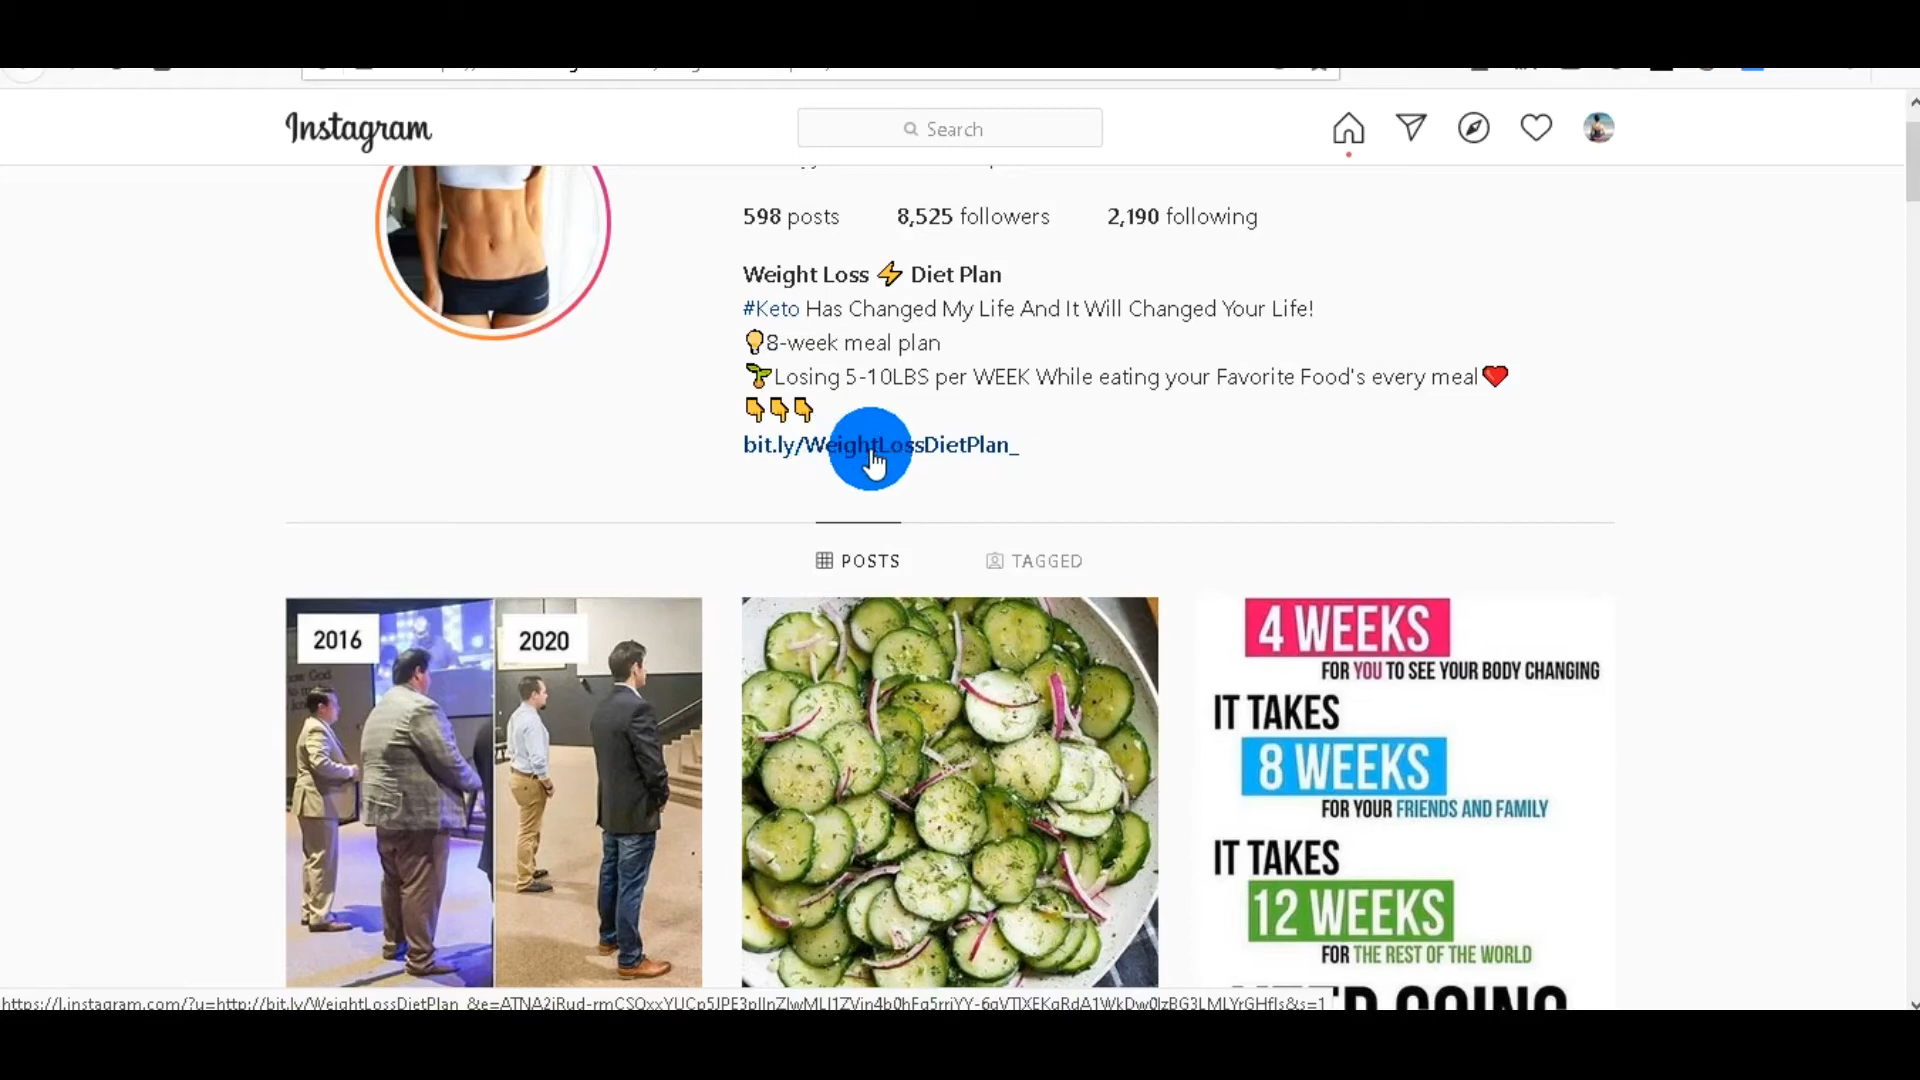 Instagram
Search
598 posts 8,525 followers 2,190 following
Weight Loss ⚡ Diet Plan
#Keto Has Changed My Life And It Will Changed Your Life!
💡8-week meal plan
🌱Losing 5-10LBS per WEEK While eating your Favorite Food's every meal❤️
👇👇👇
bit.ly/WeightLossDietPlan_
POSTS TAGGED
2016
2020
4 WEEKS
FOR YOU TO SEE YOUR BODY CHANGING
IT TAKES
8 WEEKS
FOR YOUR FRIENDS AND FAMILY
IT TAKES
12 WEEKS
FOR THE REST OF THE WORLD
GOING